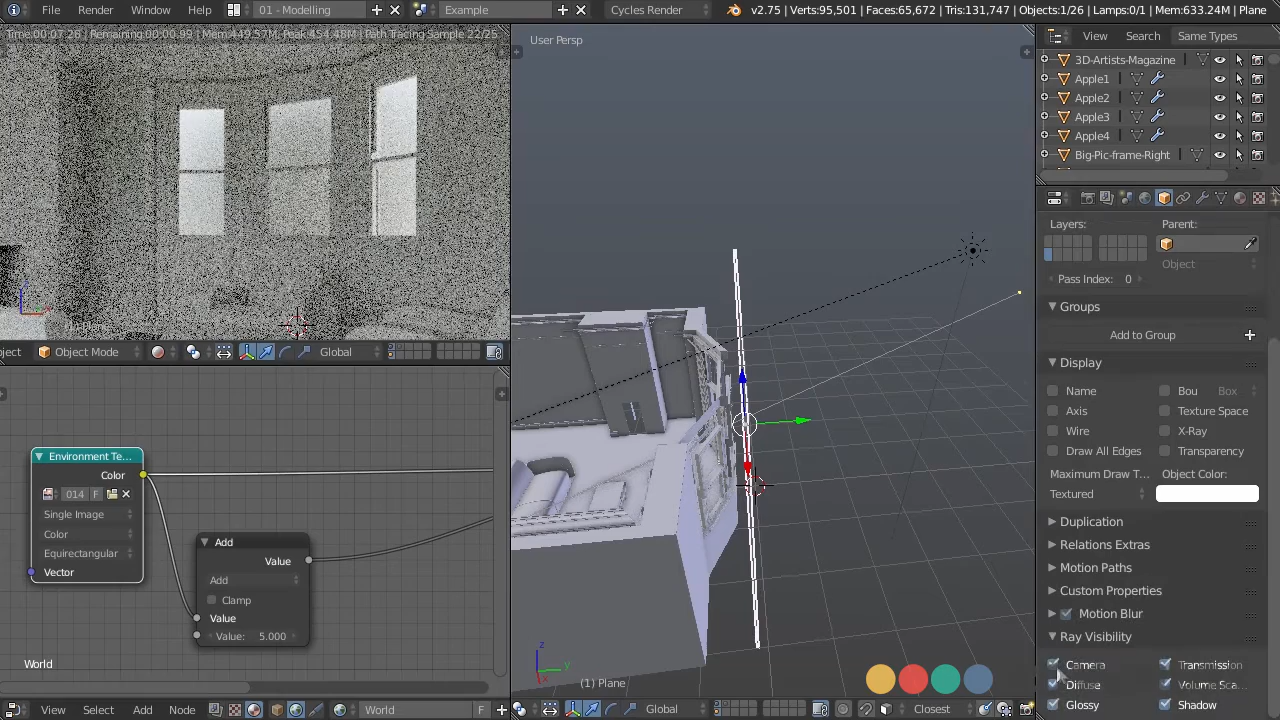 File Render Window Help 01 - Modelling Example Cycles Render v2.75 | Verts:95,501 | Faces:65,672 | Tris:131,747 | Objects:1/26 | Lamps:0/1 | Mem:633.24M | Plane
User Persp
View Search Same Types
3D-Artists-Magazine
Apple1
Apple2
Apple3
Apple4
Big-Pic-frame-Right
Layers: Parent:
Object
Pass Index: 0
Groups
Add to Group
Display
Name Bou Box
Axis Texture Space
Wire X-Ray
Draw All Edges Transparency
Maximum Draw T... Object Color:
Textured
Duplication
Relations Extras
Motion Paths
Custom Properties
Motion Blur
Ray Visibility
Camera Transmission
Diffuse Volume Sca...
Glossy Shadow
ject Object Mode Global
Environment Te...
Color
014 F
Single Image
Color
Equirectangular
Vector
Add
Value
Add
Clamp
Value
Value: 5.000
World
z
y
x
(1) Plane
View Select Add Node World F
Global Closest